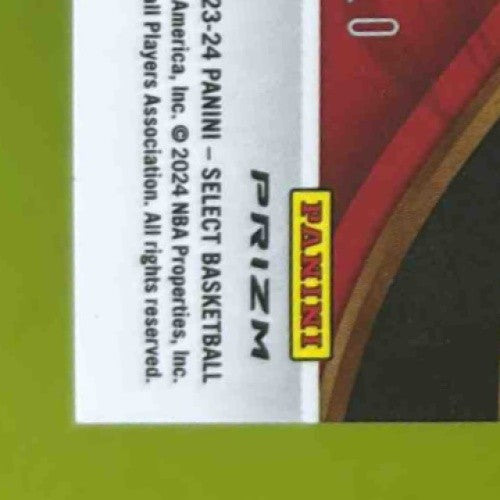 .0
PANINI
PRIZM
23-24 PANINI – SELECT BASKETBALL
America, Inc. © 2024 NBA Properties, Inc.
all Players Association. All rights reserved.